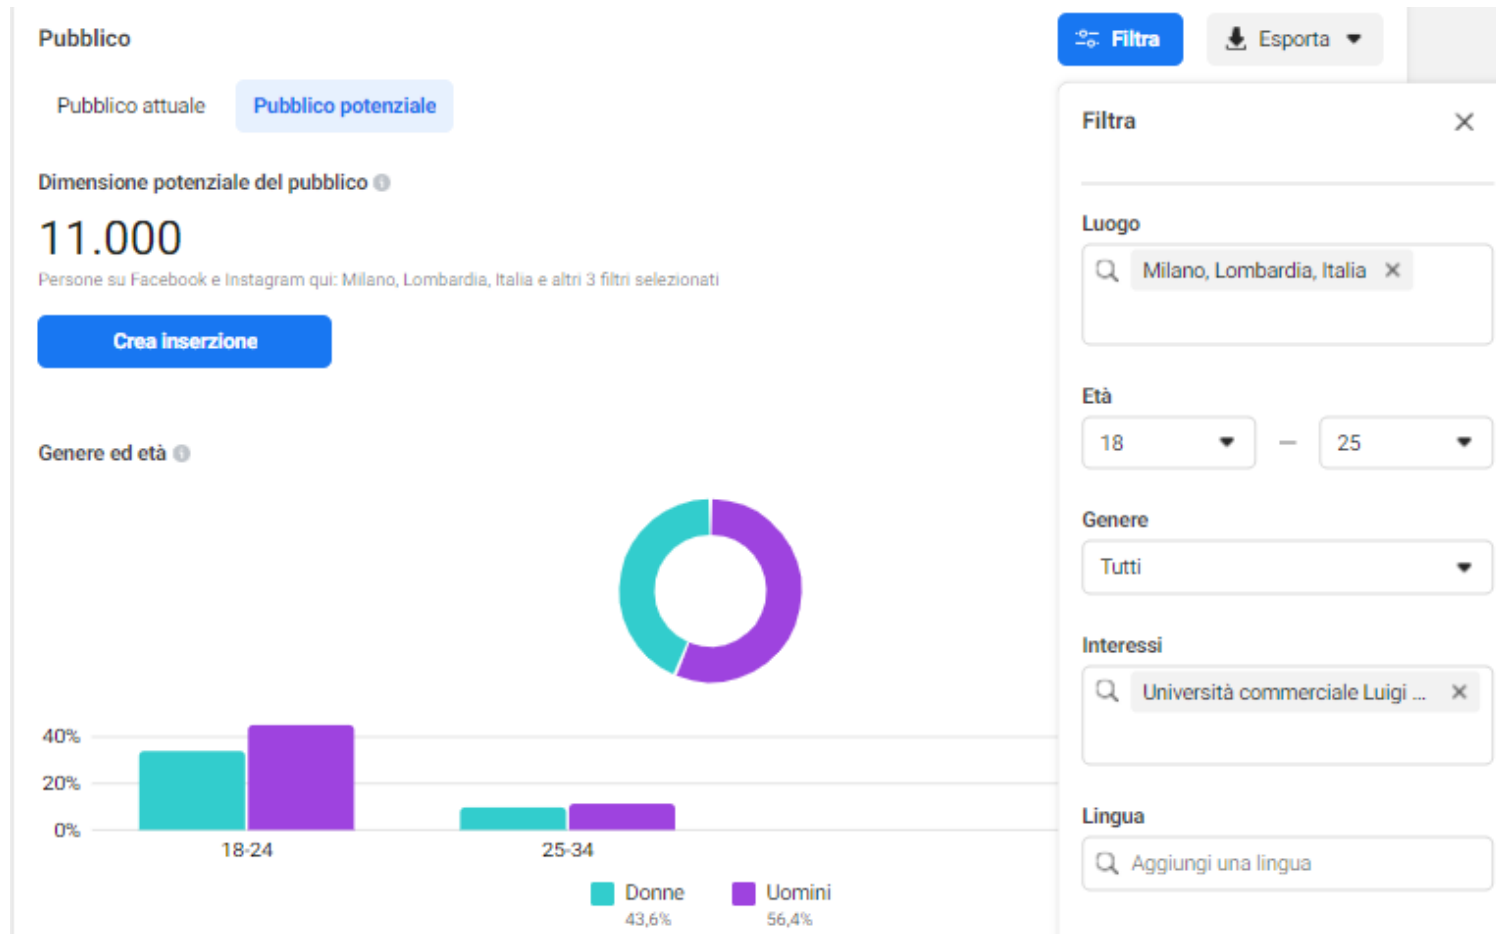 Pubblico
Filtra
Esporta
Pubblico attuale
Pubblico potenziale
Dimensione potenziale del pubblico
11.000
Persone su Facebook e Instagram qui: Milano, Lombardia, Italia e altri 3 filtri selezionati
Crea inserzione
Genere ed età
40%
20%
0%
18-24
25-34
Donne
43,6%
Uomini
56,4%
Filtra
Luogo
Milano, Lombardia, Italia
Età
18 — 25
Genere
Tutti
Interessi
Università commerciale Luigi ...
Lingua
Aggiungi una lingua